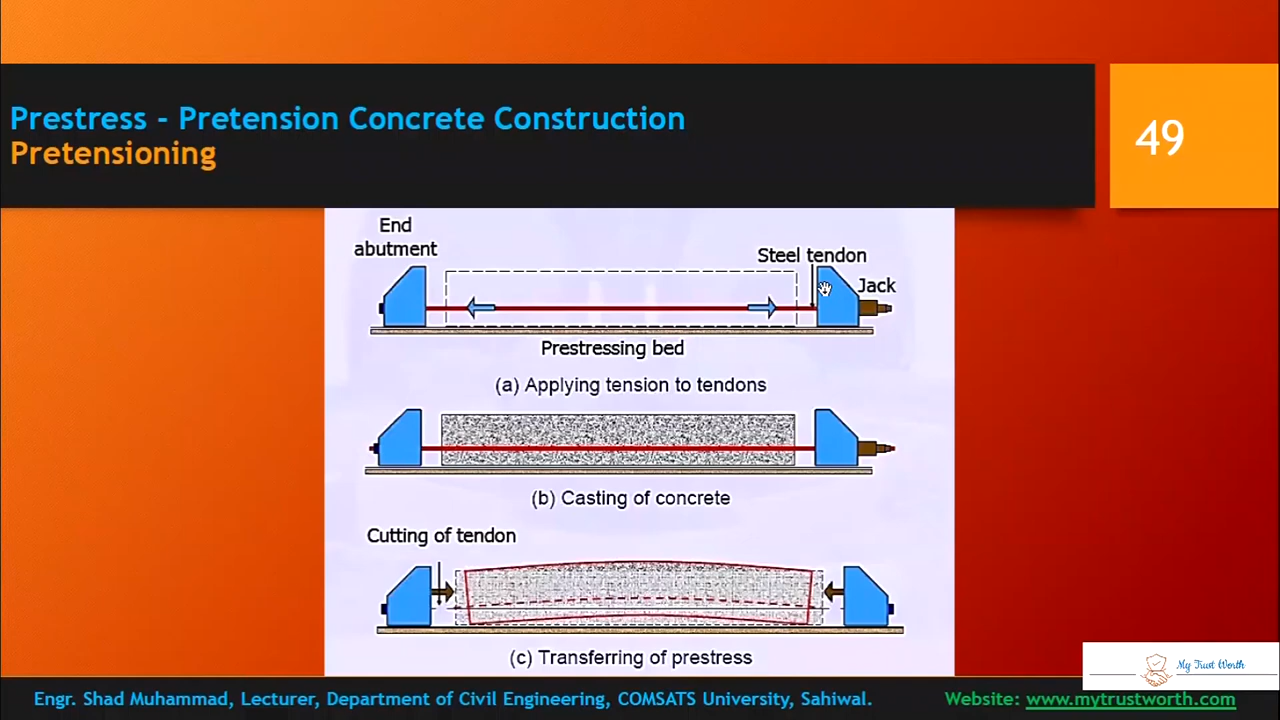 Prestress - Pretension Concrete Construction
Pretensioning
49
End
abutment
Steel tendon
Jack
Prestressing bed
(a) Applying tension to tendons
(b) Casting of concrete
Cutting of tendon
(c) Transferring of prestress
My Trust Worth
Engr. Shad Muhammad, Lecturer, Department of Civil Engineering, COMSATS University, Sahiwal.
Website: www.mytrustworth.com